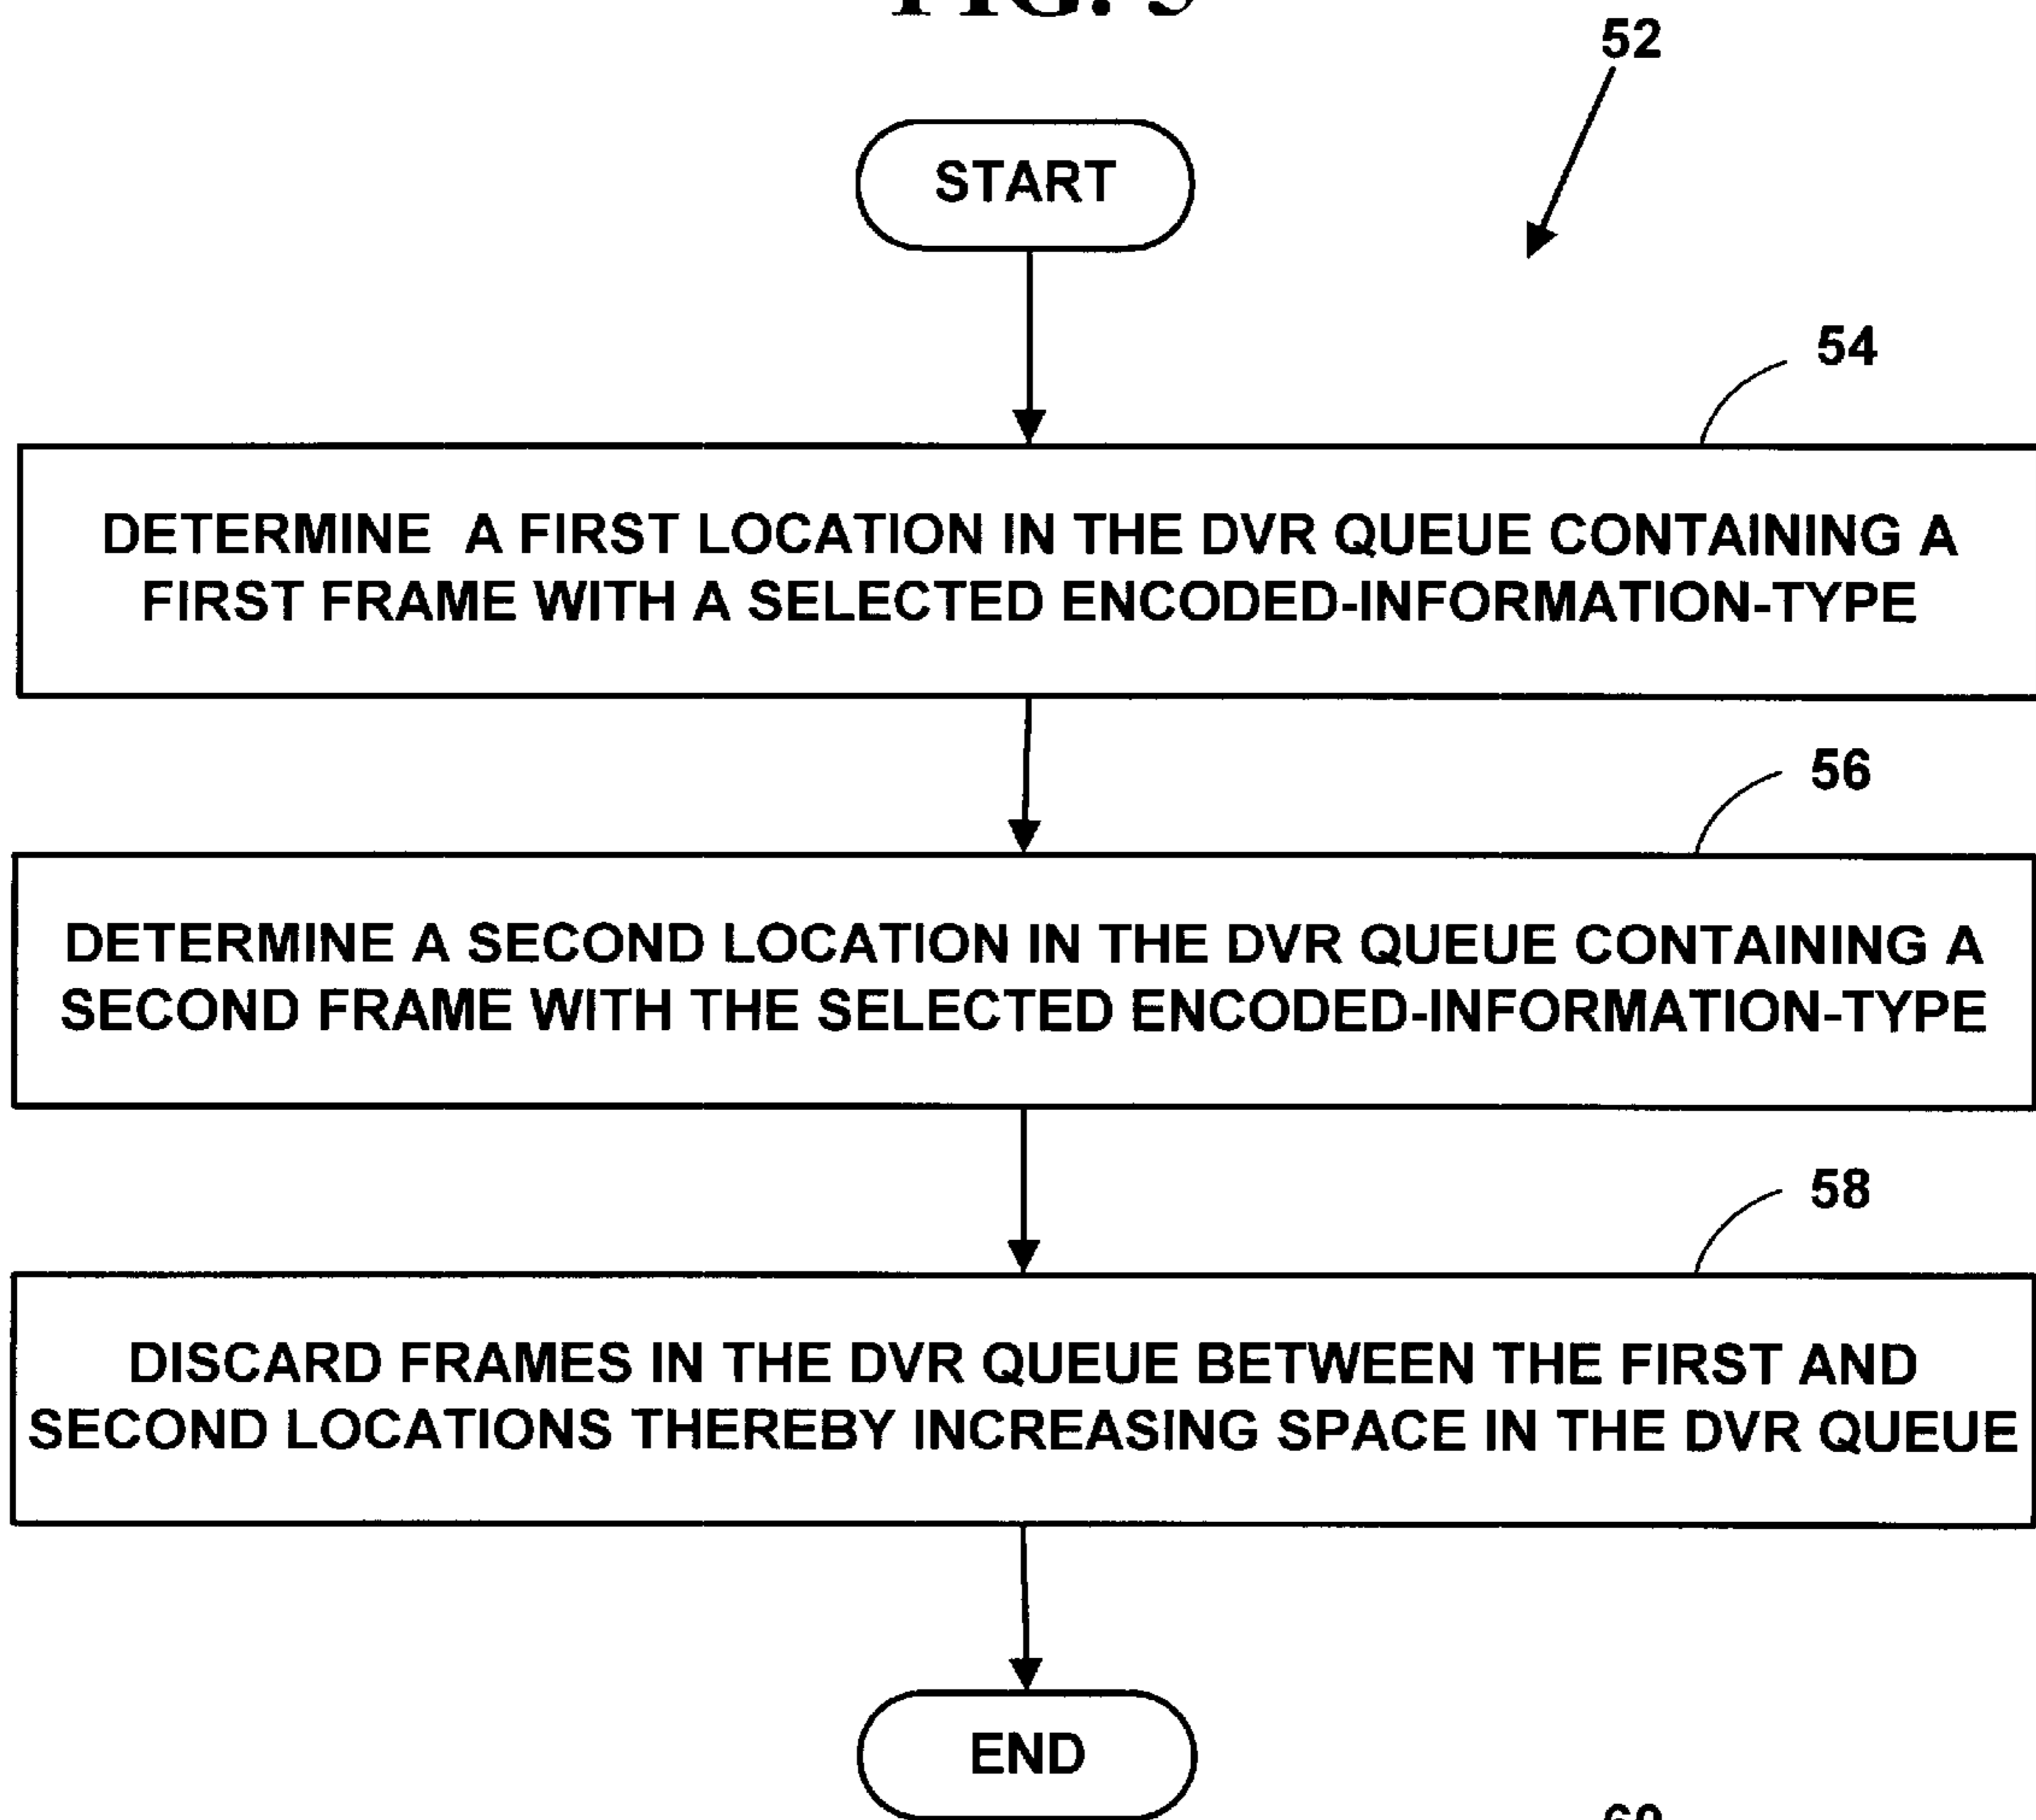 52
START
54
DETERMINE A FIRST LOCATION IN THE DVR QUEUE CONTAINING A
FIRST FRAME WITH A SELECTED ENCODED-INFORMATION-TYPE
56
DETERMINE A SECOND LOCATION IN THE DVR QUEUE CONTAINING A
SECOND FRAME WITH THE SELECTED ENCODED-INFORMATION-TYPE
58
DISCARD FRAMES IN THE DVR QUEUE BETWEEN THE FIRST AND
SECOND LOCATIONS THEREBY INCREASING SPACE IN THE DVR QUEUE
END